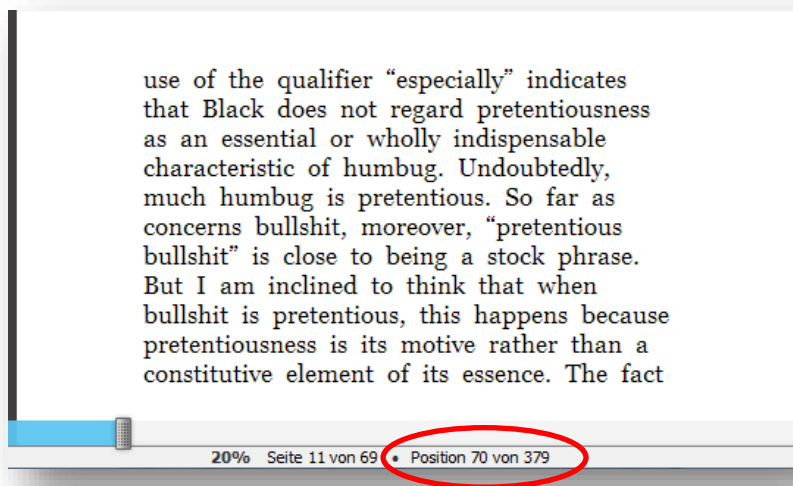 use of the qualifier “especially” indicates
that Black does not regard pretentiousness
as an essential or wholly indispensable
characteristic of humbug. Undoubtedly,
much humbug is pretentious. So far as
concerns bullshit, moreover, “pretentious
bullshit” is close to being a stock phrase.
But I am inclined to think that when
bullshit is pretentious, this happens because
pretentiousness is its motive rather than a
constitutive element of its essence. The fact
20% Seite 11 von 69 • Position 70 von 379